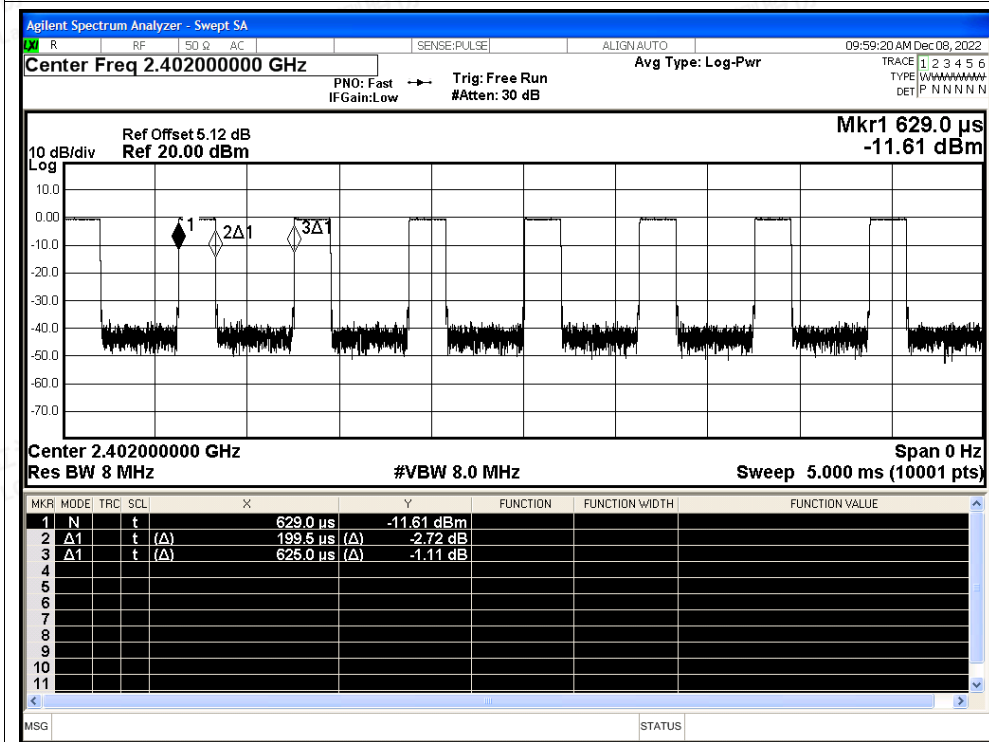 Agilent Spectrum Analyzer - Swept SA
LXI R RF 50 Ω AC SENSE:PULSE ALIGN AUTO 09:59:20 AM Dec 08, 2022
Center Freq 2.402000000 GHz Avg Type: Log-Pwr TRACE 1 2 3 4 5 6
PNO: Fast Trig: Free Run TYPE WWWWWW
IFGain:Low #Atten: 30 dB DET P N N N N N
Mkr1 629.0 µs
Ref Offset 5.12 dB
10 dB/div Ref 20.00 dBm -11.61 dBm
Log
10.0
0.00
1 2Δ1 3Δ1
-10.0
-20.0
-30.0
-40.0
-50.0
-60.0
-70.0
Center 2.402000000 GHz Span 0 Hz
Res BW 8 MHz #VBW 8.0 MHz Sweep 5.000 ms (10001 pts)
MKR MODE TRC SCL X Y FUNCTION FUNCTION WIDTH FUNCTION VALUE
1 N t 629.0 µs -11.61 dBm
2 Δ1 t (Δ) 199.5 µs (Δ) -2.72 dB
3 Δ1 t (Δ) 625.0 µs (Δ) -1.11 dB
4
5
6
7
8
9
10
11
MSG STATUS